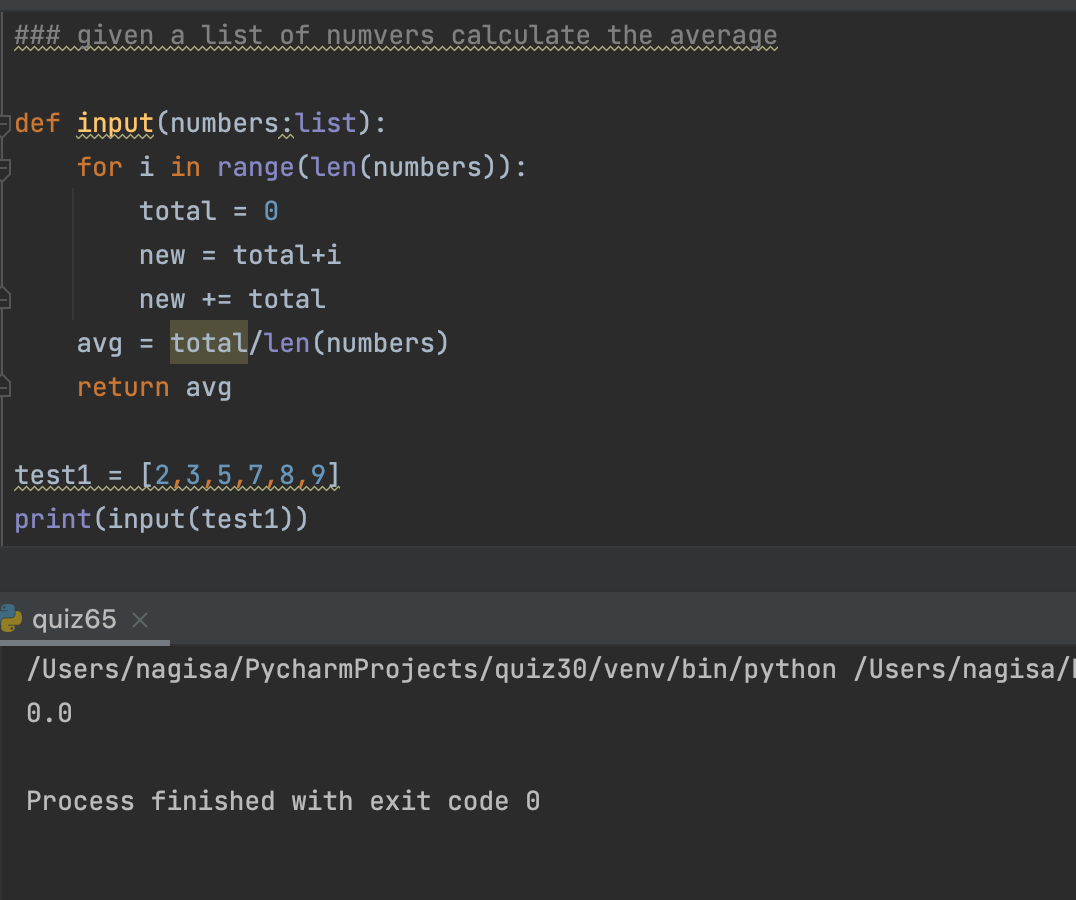 ### given a list of numvers calculate the average
def input(numbers:list):
for i in range(len(numbers)):
total = 0
new = total+i
new += total
avg = total/len(numbers)
return avg
test1 = [2,3,5,7,8,9]
print(input(test1))
quiz65
/Users/nagisa/PycharmProjects/quiz30/venv/bin/python /Users/nagisa/
0.0
Process finished with exit code 0